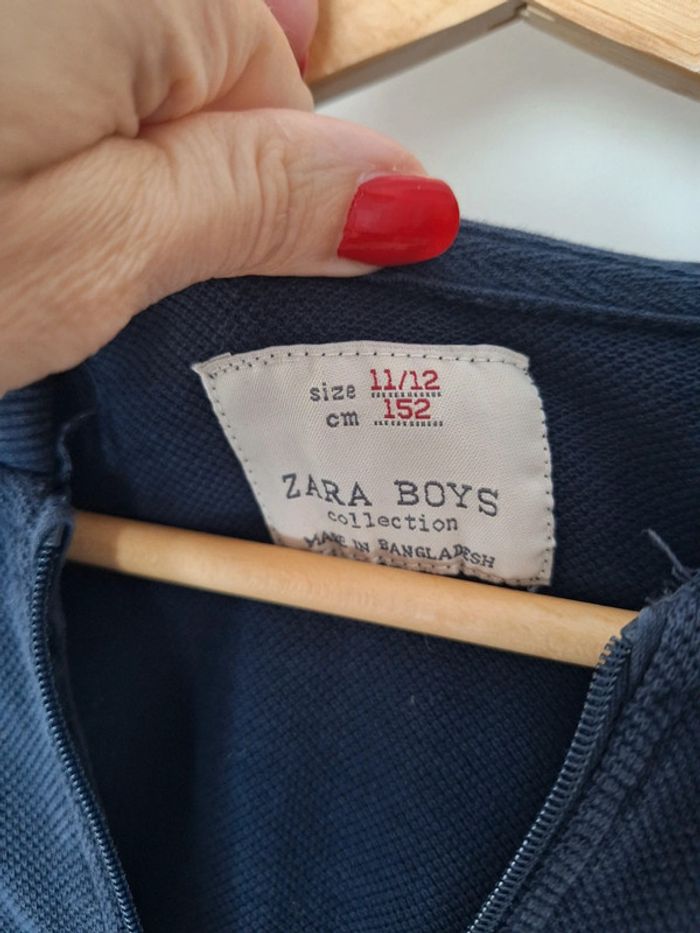 size 11/12
cm 152
ZARA BOYS
collection
MADE IN BANGLADESH